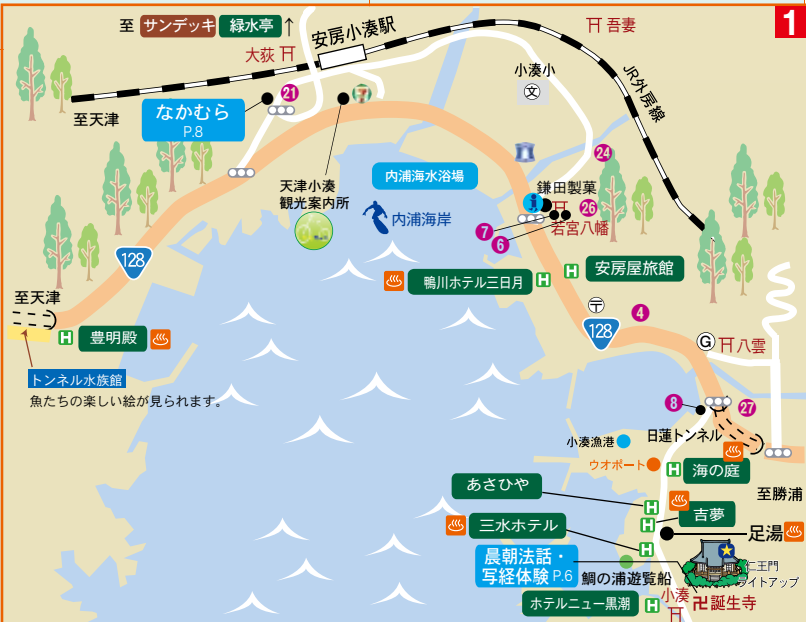 1
至 サンデッキ 緑水亭 ↑
安房小湊駅
大荻
吾妻
小湊小
文
JR外房線
21
なかむら
P.8
至天津
7
天津小湊
観光案内所
内浦海水浴場
内浦海岸
24
鎌田製菓
i
26
若宮八幡
7
6
128
安房屋旅館
H
鴨川ホテル三日月
H
至天津
H
豊明殿
トンネル水族館
魚たちの楽しい絵が見られます。
〒
4
128
G
八雲
8
27
日蓮トンネル
小湊漁港
ウオポート
H
海の庭
至勝浦
あさひや
H
吉夢
H
三水ホテル
H
足湯
晨朝法話・
写経体験 P.6
鯛の浦遊覧船
仁王門
ライトアップ
ホテルニュー黒潮
H
小湊
卍誕生寺